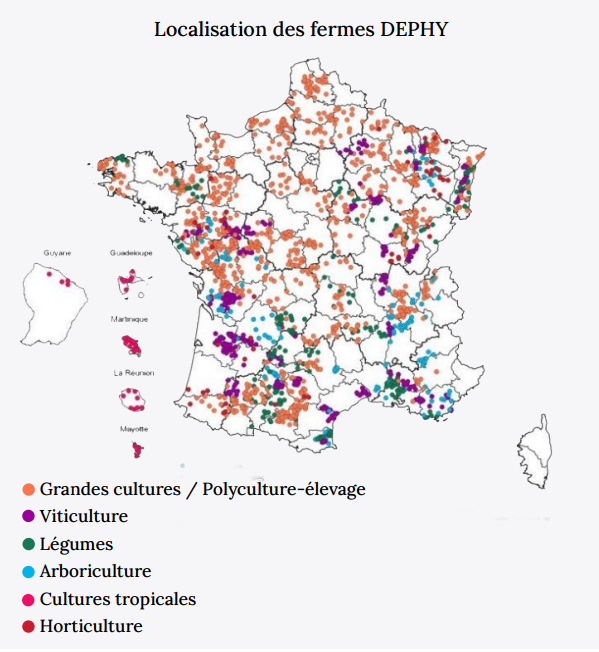 Localisation des fermes DEPHY
Guyane
Guadeloupe
Martinique
La Réunion
Mayotte
Grandes cultures / Polyculture-élevage
Viticulture
Légumes
Arboriculture
Cultures tropicales
Horticulture